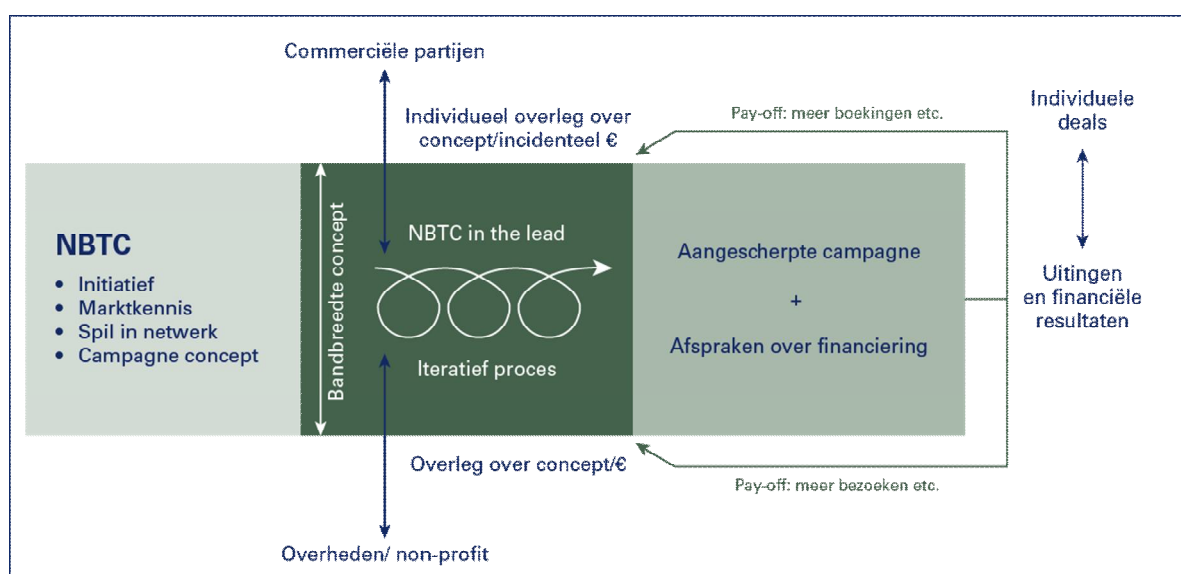 Commerciële partijen
Individueel overleg over
concept/incidenteel €
Pay-off: meer boekingen etc.
Individuele
deals
NBTC
• Initiatief
• Marktkennis
• Spil in netwerk
• Campagne concept
Bandbreedte concept
NBTC in the lead
Iteratief proces
Aangescherpte campagne
+
Afspraken over financiering
Uitingen
en financiële
resultaten
Overleg over concept/€
Pay-off: meer bezoeken etc.
Overheden/ non-profit